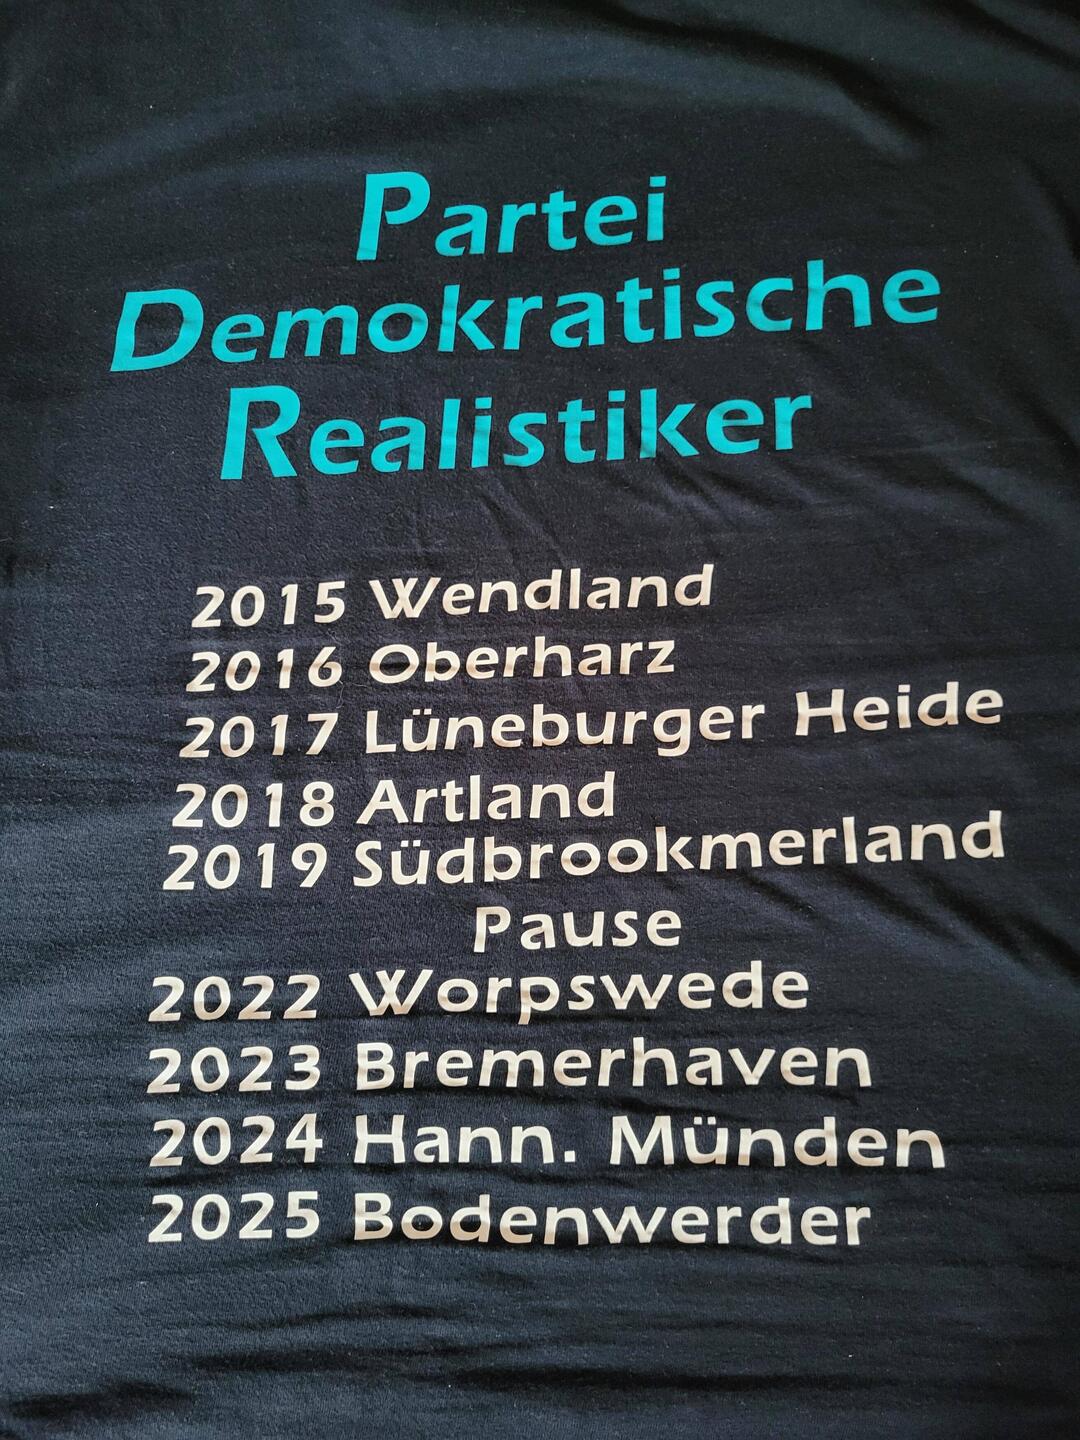 Partei
Demokratische
Realistiker
2015 Wendland
2016 Oberharz
2017 Lüneburger Heide
2018 Artland
2019 Südbrookmerland
Pause
2022 Worpswede
2023 Bremerhaven
2024 Hann. Münden
2025 Bodenwerder